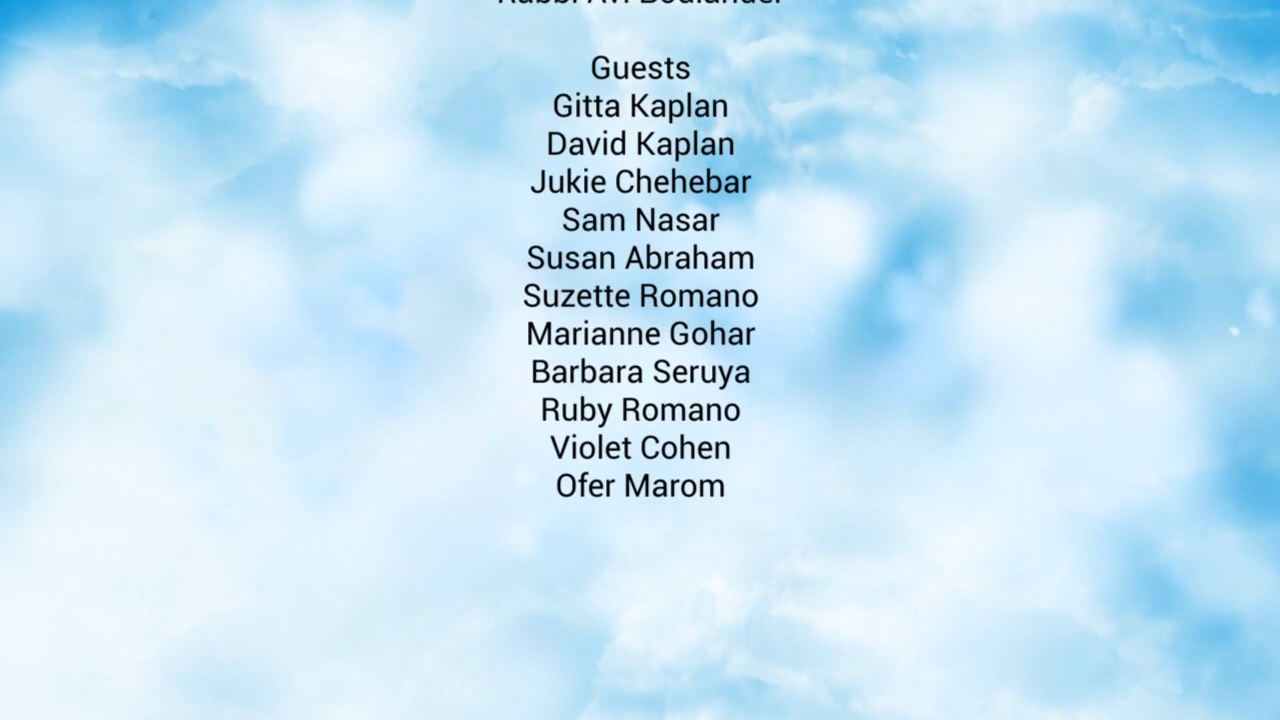 Guests
Gitta Kaplan
David Kaplan
Jukie Chehebar
Sam Nasar
Susan Abraham
Suzette Romano
Marianne Gohar
Barbara Seruya
Ruby Romano
Violet Cohen
Ofer Marom